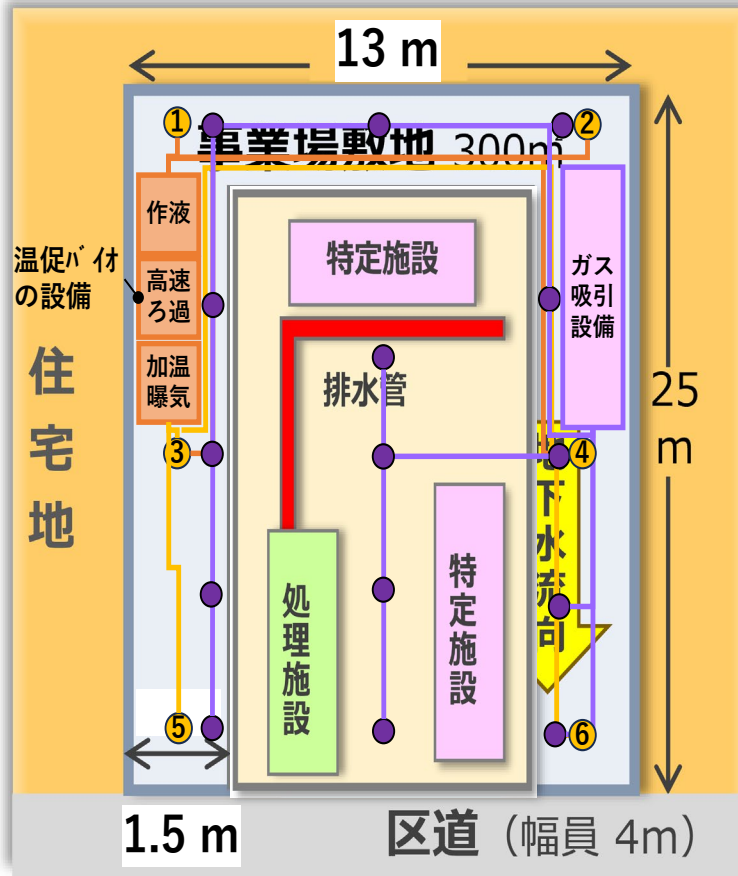 13 m
① ②
事業場敷地 300㎡
作液
温促ﾊﾞｲｵ
の設備
高速
ろ過
加温
曝気
特定施設
ガス
吸引
設備
住宅地
排水管
25
m
③ ④
地下水流向
処理施設
特定施設
⑤ ⑥
1.5 m
区道（幅員 4m）